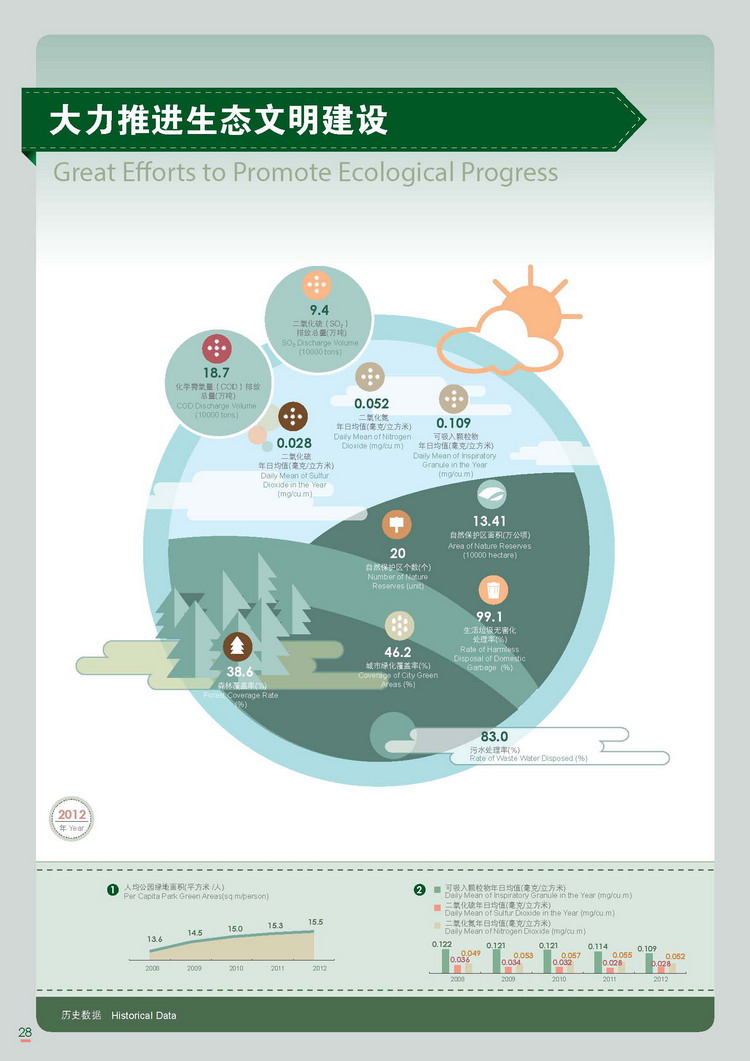 大力推进生态文明建设
Great Efforts to Promote Ecological Progress
9.4
二氧化硫（SO₂）
排放总量(万吨)
SO₂ Discharge Volume
(10000 tons)
18.7
化学需氧量（COD）排放
总量(万吨)
COD Discharge Volume
(10000 tons)
0.052
二氧化氮
年日均值(毫克/立方米)
Daily Mean of Nitrogen
Dioxide (mg/cu.m)
0.109
可吸入颗粒物
年日均值(毫克/立方米)
Daily Mean of Inspiratory
Granule in the Year
(mg/cu.m)
0.028
二氧化硫
年日均值(毫克/立方米)
Daily Mean of Sulfur
Dioxide in the Year
(mg/cu.m)
13.41
自然保护区面积(万公顷)
Area of Nature Reserves
(10000 hectare)
20
自然保护区个数(个)
Number of Nature
Reserves (unit)
99.1
生活垃圾无害化
处理率(%)
Rate of Harmless
Disposal of Domestic
Garbage (%)
46.2
城市绿化覆盖率(%)
Coverage of City Green
Areas (%)
38.6
森林覆盖率(%)
Forest Coverage Rate
(%)
83.0
污水处理率(%)
Rate of Waste Water Disposed (%)
2012
年 Year
1 人均公园绿地面积(平方米 /人)
Per Capita Park Green Areas(sq.m/person)
13.6 14.5 15.0 15.3 15.5
2008 2009 2010 2011 2012
2 可吸入颗粒物年日均值(毫克/立方米)
Daily Mean of Inspiratory Granule in the Year (mg/cu.m)
二氧化硫年日均值(毫克/立方米)
Daily Mean of Sulfur Dioxide in the Year (mg/cu.m)
二氧化氮年日均值(毫克/立方米)
Daily Mean of Nitrogen Dioxide (mg/cu.m)
0.122 0.036 0.049 0.121 0.034 0.053 0.121 0.032 0.057 0.114 0.028 0.055 0.109 0.028 0.052
2008 2009 2010 2011 2012
历史数据 Historical Data
28